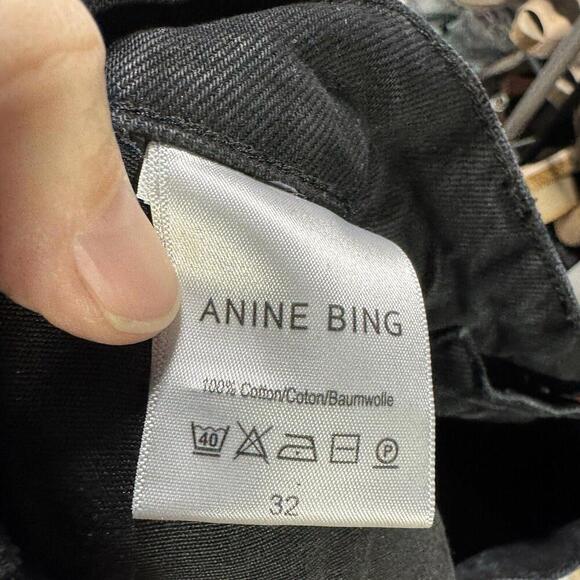 ANINE BING
100% Cotton/Coton/Baumwolle
40 P
32